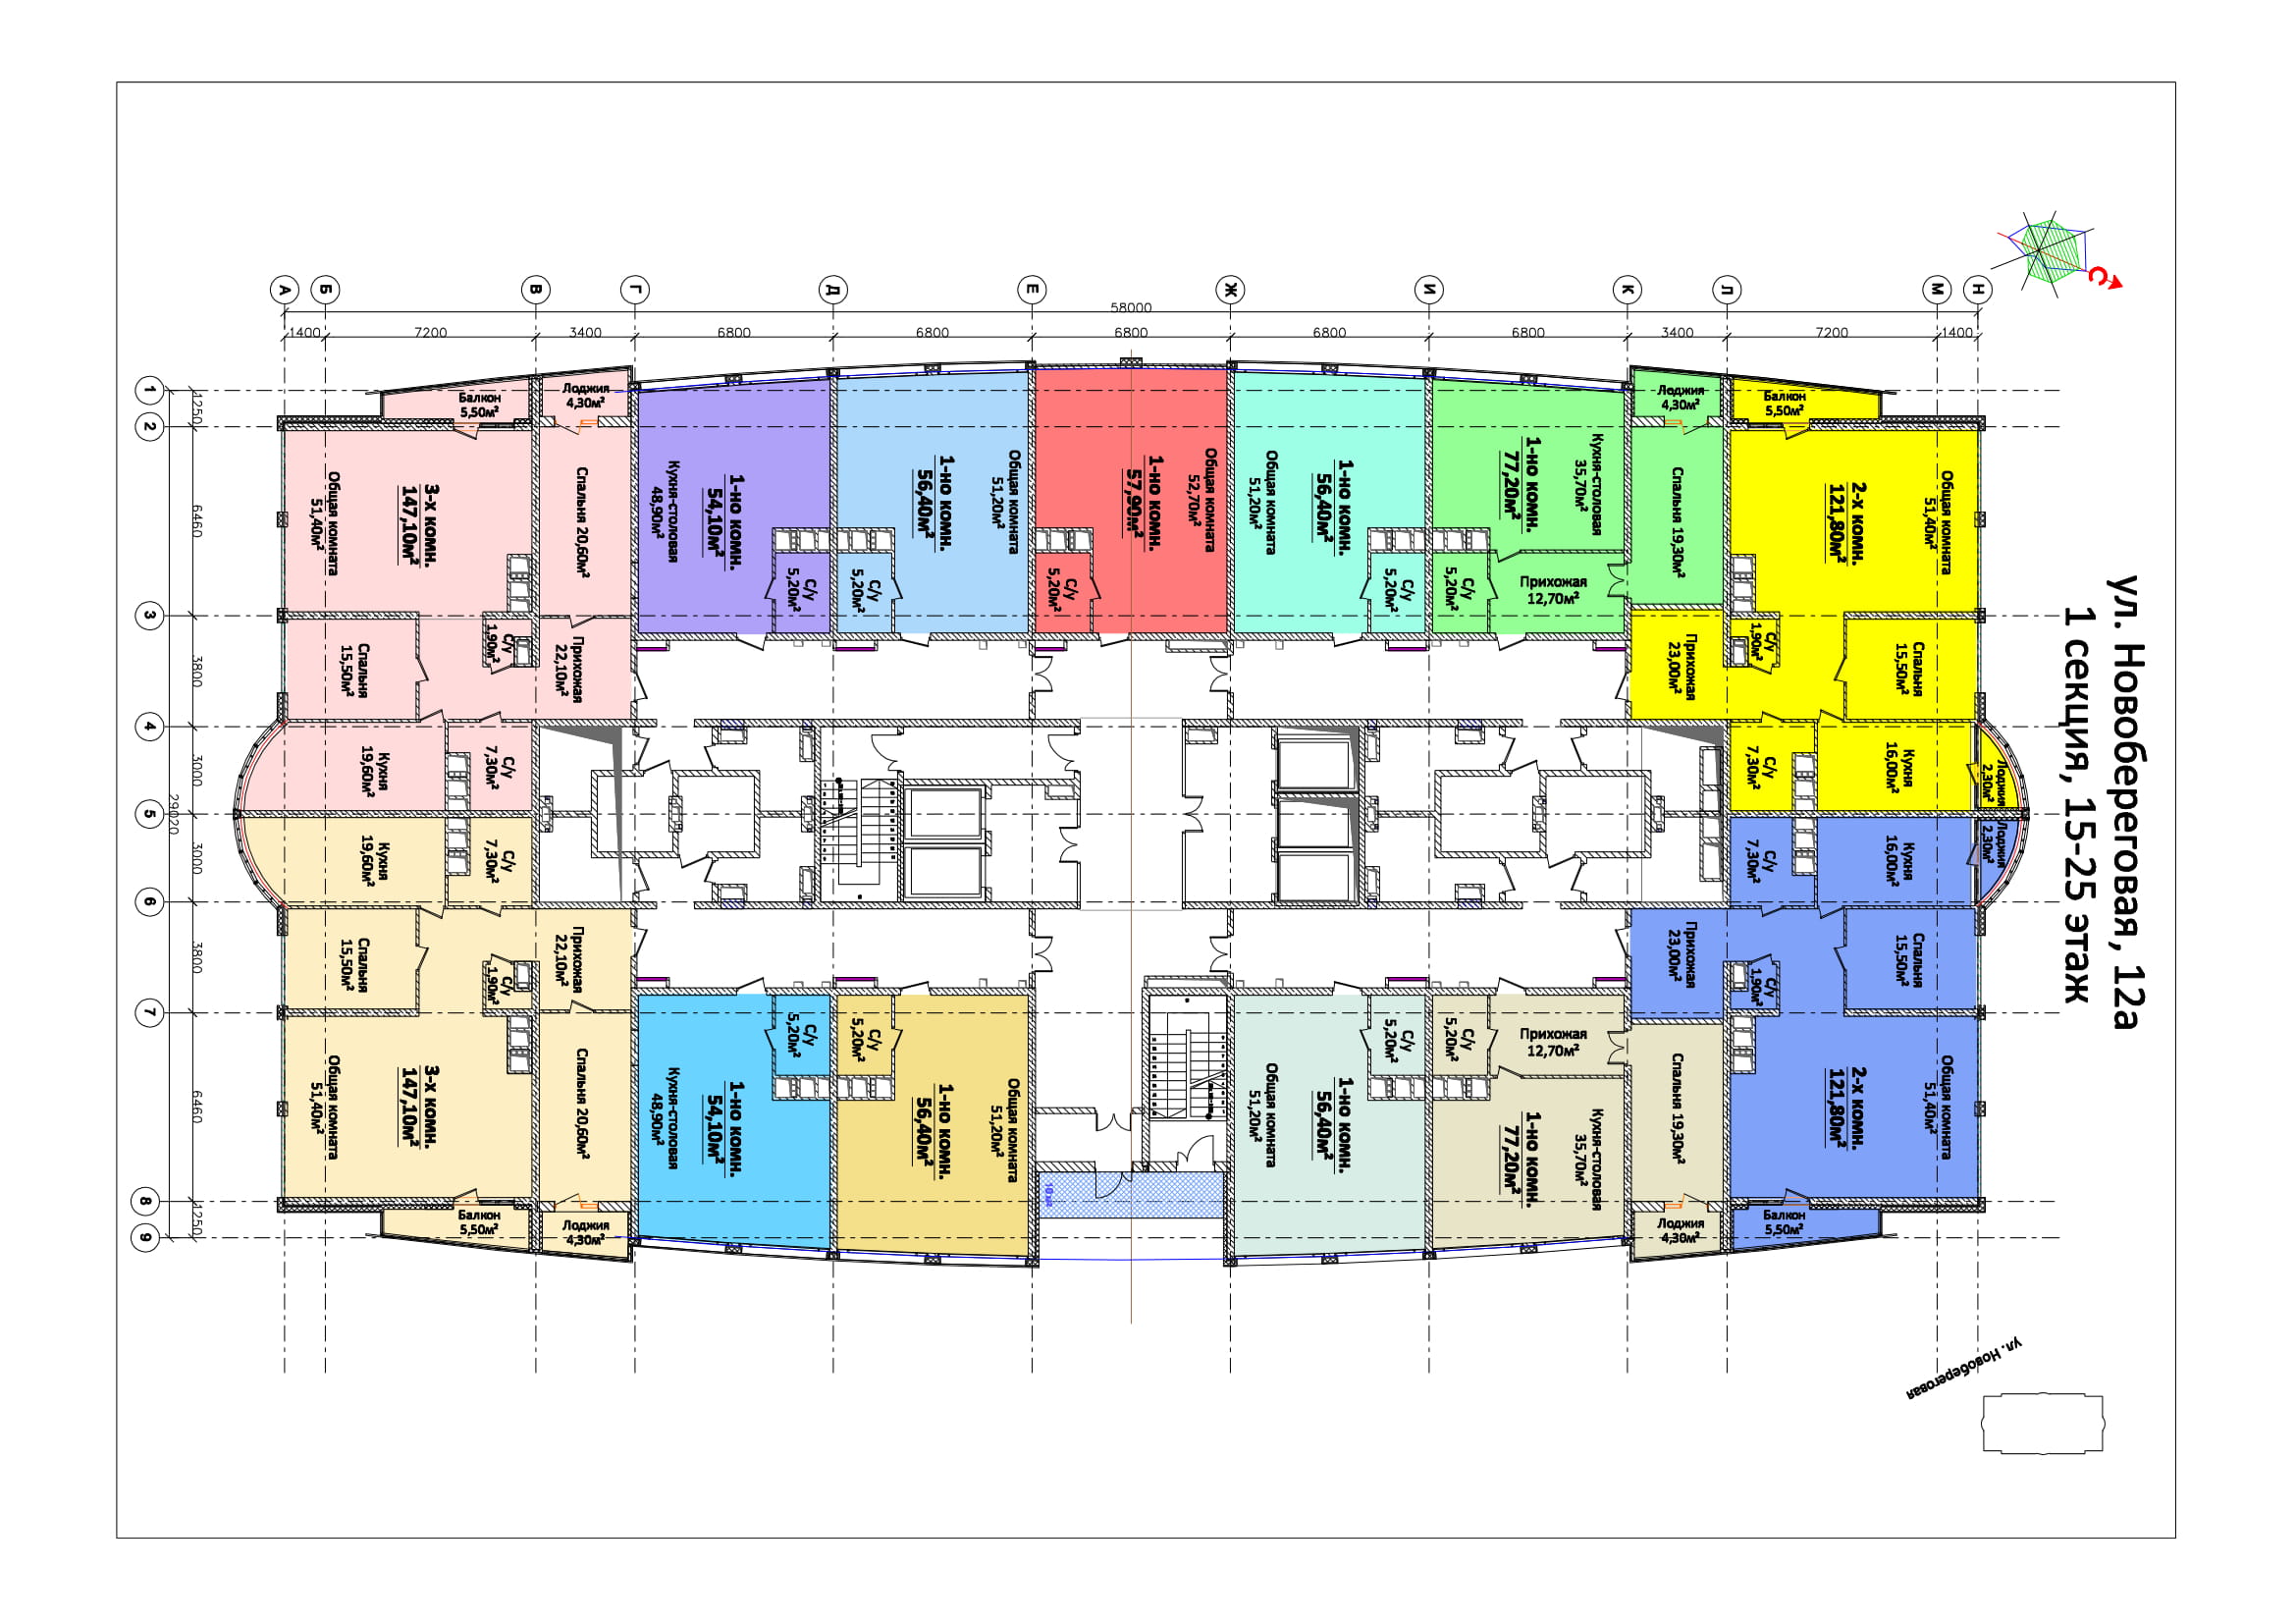 ул. Новобереговая, 12а
1 секция, 15-25 этаж
С
А
Б
В
Г
Д
Е
Ж
И
К
Л
М
Н
58000
1400
7200
3400
6800
6800
6800
6800
6800
3400
7200
1400
1
2
3
4
5
6
7
8
9
1250
6460
3800
3000
3000
3800
6460
1250
29020
Балкон
5,50м²
Лоджия
4,30м²
3-х комн.
147,10м²
Общая комната
51,40м²
Спальня 20,60м²
Спальня
15,50м²
С/у
1,90м²
Прихожая
22,10м²
Кухня
19,60м²
С/у
7,30м²
1-но комн.
54,10м²
Кухня-столовая
48,90м²
С/у
5,20м²
1-но комн.
56,40м²
Общая комната
51,20м²
С/у
5,20м²
1-но комн.
57,90м²
Общая комната
52,70м²
С/у
5,20м²
1-но комн.
56,40м²
Общая комната
51,20м²
С/у
5,20м²
1-но комн.
77,20м²
Кухня-столовая
35,70м²
С/у
5,20м²
Прихожая
12,70м²
Лоджия
4,30м²
Спальня 19,30м²
Балкон
5,50м²
2-х комн.
121,80м²
Общая комната
51,40м²
Прихожая
23,00м²
С/у
1,90м²
Спальня
15,50м²
С/у
7,30м²
Кухня
16,00м²
Лоджия
2,30м²
Кухня
19,60м²
С/у
7,30м²
Спальня
15,50м²
С/у
1,90м²
Прихожая
22,10м²
3-х комн.
147,10м²
Общая комната
51,40м²
Спальня 20,60м²
Балкон
5,50м²
Лоджия
4,30м²
1-но комн.
54,10м²
Кухня-столовая
48,90м²
С/у
5,20м²
1-но комн.
56,40м²
Общая комната
51,20м²
С/у
5,20м²
1-но комн.
56,40м²
Общая комната
51,20м²
С/у
5,20м²
1-но комн.
77,20м²
Кухня-столовая
35,70м²
С/у
5,20м²
Прихожая
12,70м²
Спальня 19,30м²
Лоджия
4,30м²
С/у
7,30м²
Кухня
16,00м²
Лоджия
2,30м²
Прихожая
23,00м²
С/у
1,90м²
Спальня
15,50м²
2-х комн.
121,80м²
Общая комната
51,40м²
Балкон
5,50м²
ул. Новобереговая